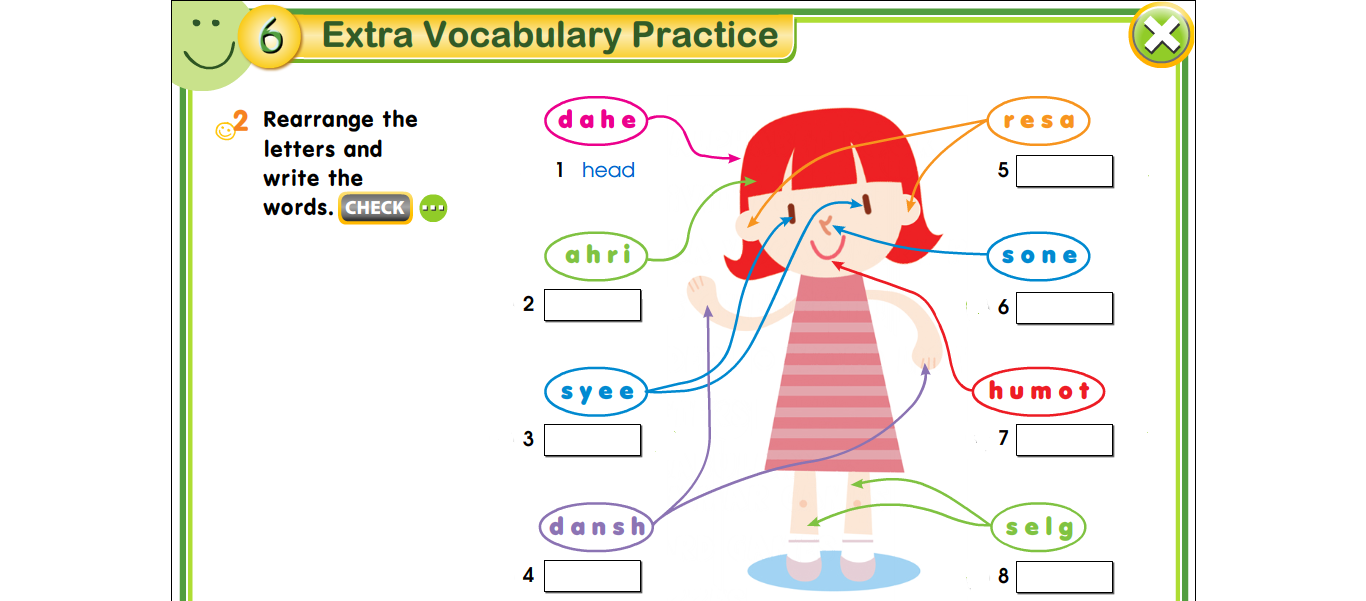 6 Extra Vocabulary Practice
2 Rearrange the
letters and
write the
words. CHECK
dahe
1 head
ahri
2
syee
3
dansh
4
resa
5
sone
6
humot
7
selg
8